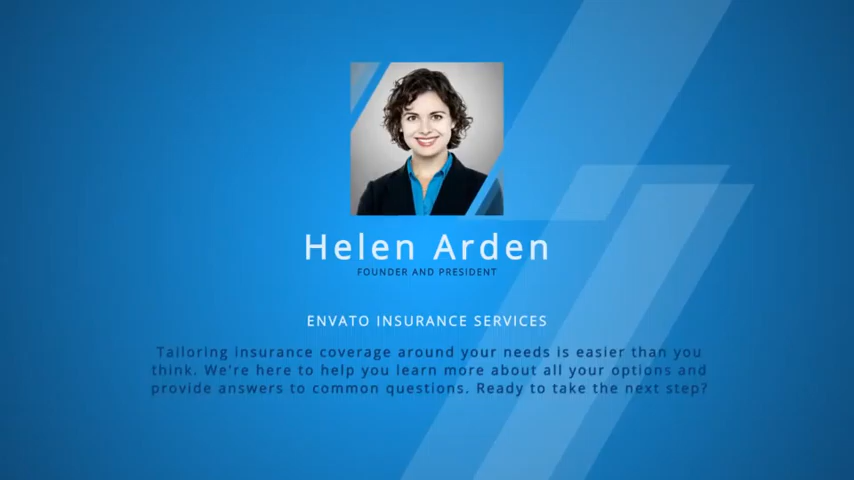 Helen Arden
FOUNDER AND PRESIDENT
ENVATO INSURANCE SERVICES
Tailoring insurance coverage around your needs is easier than you
think. We're here to help you learn more about all your options and
provide answers to common questions. Ready to take the next step?